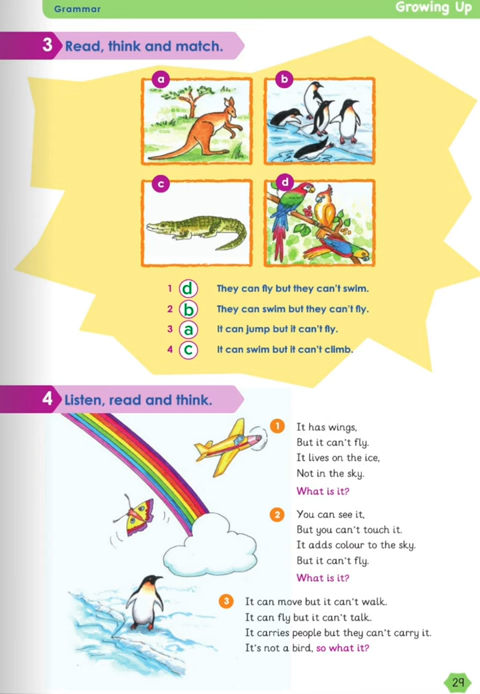 Grammar
Growing Up
3 Read, think and match.
a
b
c
d
1 d They can fly but they can't swim.
2 b They can swim but they can't fly.
3 a It can jump but it can't fly.
4 c It can swim but it can't climb.
4 Listen, read and think.
1 It has wings,
But it can't fly.
It lives on the ice,
Not in the sky.
What is it?
2 You can see it,
But you can't touch it.
It adds colour to the sky.
But it can't fly.
What is it?
3 It can move but it can't walk.
It can fly but it can't talk.
It carries people but they can't carry it.
It's not a bird, so what it?
29